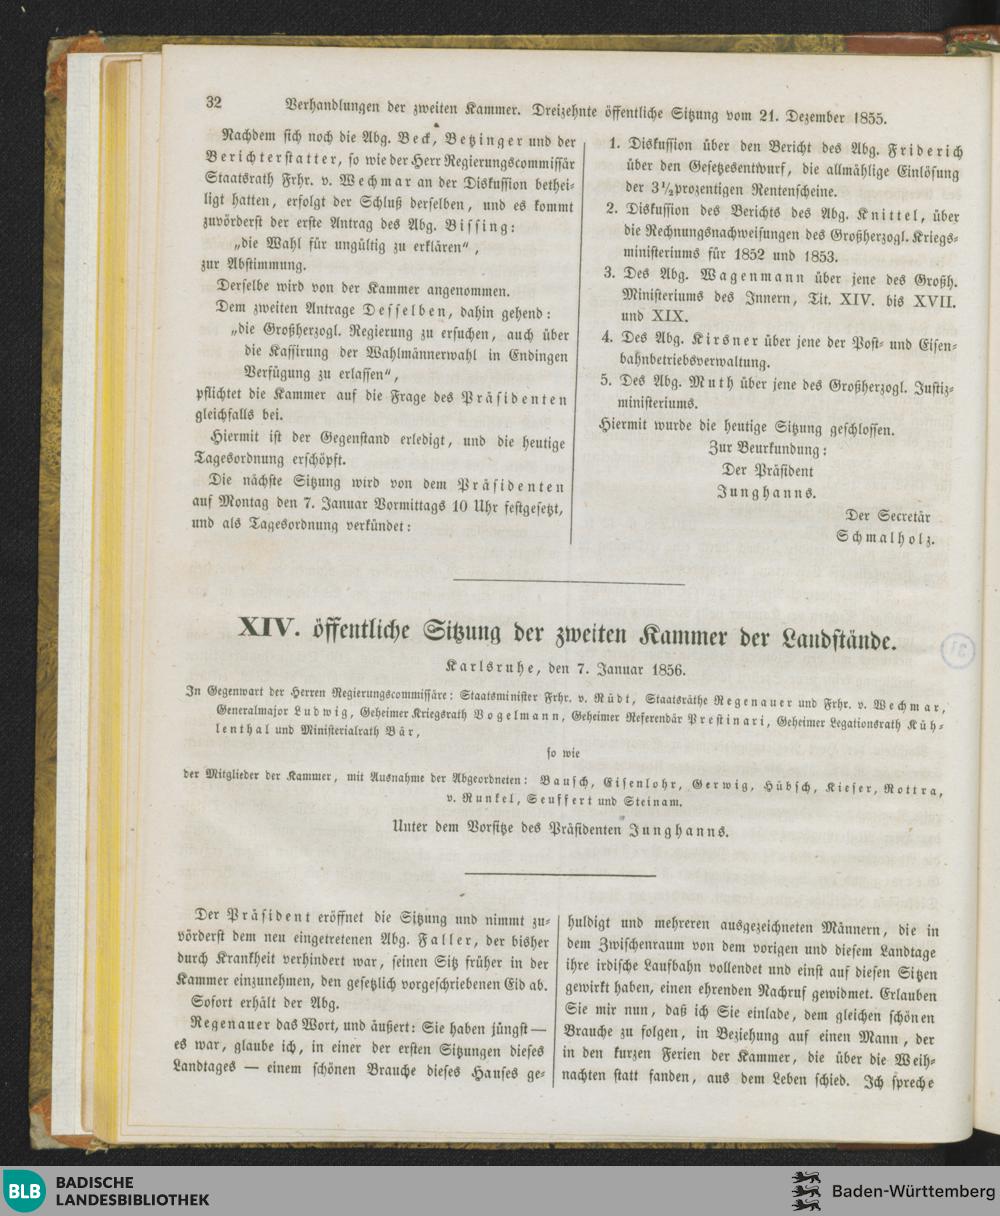 32
Verhandlungen der zweiten Kammer. Dreizehnte öffentliche Sitzung vom 21. Dezember 1855.
Nachdem sich noch die Abg. Beck, Betzinger und der
Berichterstatter, so wie der Herr Regierungscommissär
Staatsrath Frhr. v. Wechmar an der Diskussion bethei-
ligt hatten, erfolgt der Schluß derselben, und es kommt
zuvörderst der erste Antrag des Abg. Bissing:
„die Wahl für ungültig zu erklären“,
zur Abstimmung.
Derselbe wird von der Kammer angenommen.
Dem zweiten Antrage Desselben, dahin gehend:
„die Großherzogl. Regierung zu ersuchen, auch über
die Kassirung der Wahlmännerwahl in Endingen
Verfügung zu erlassen“,
pflichtet die Kammer auf die Frage des Präsidenten
gleichfalls bei.
Hiermit ist der Gegenstand erledigt, und die heutige
Tagesordnung erschöpft.
Die nächste Sitzung wird von dem Präsidenten
auf Montag den 7. Januar Vormittags 10 Uhr festgesetzt,
und als Tagesordnung verkündet:
1. Diskussion über den Bericht des Abg. Friderich
über den Gesetzesentwurf, die allmählige Einlösung
der 3½prozentigen Rentenscheine.
2. Diskussion des Berichts des Abg. Knittel, über
die Rechnungsnachweisungen des Großherzogl. Kriegs-
ministeriums für 1852 und 1853.
3. Des Abg. Wagenmann über jene des Großh.
Ministeriums des Innern, Tit. XIV. bis XVII.
und XIX.
4. Des Abg. Kirsner über jene der Post- und Eisen-
bahnbetriebsverwaltung.
5. Des Abg. Muth über jene des Großherzogl. Justiz-
ministeriums.
Hiermit wurde die heutige Sitzung geschlossen.
Zur Beurkundung:
Der Präsident
Junghanns.
Der Secretär
Schmalholz.
XIV. öffentliche Sitzung der zweiten Kammer der Landstände.
Karlsruhe, den 7. Januar 1856.
In Gegenwart der Herren Regierungscommissäre: Staatsminister Frhr. v. Rüdt, Staatsräthe Regenauer und Frhr. v. Wechmar,
Generalmajor Ludwig, Geheimer Kriegsrath Vogelmann, Geheimer Referendär Prestinari, Geheimer Legationsrath Küh-
lenthal und Ministerialrath Bär,
so wie
der Mitglieder der Kammer, mit Ausnahme der Abgeordneten: Bausch, Eisenlohr, Gerwig, Hübsch, Kieser, Rottra,
v. Runkel, Seuffert und Steinam.
Unter dem Vorsitze des Präsidenten Junghanns.
Der Präsident eröffnet die Sitzung und nimmt zu-
vörderst dem neu eingetretenen Abg. Faller, der bisher
durch Krankheit verhindert war, seinen Sitz früher in der
Kammer einzunehmen, den gesetzlich vorgeschriebenen Eid ab.
Sofort erhält der Abg.
Regenauer das Wort, und äußert: Sie haben jüngst —
es war, glaube ich, in einer der ersten Sitzungen dieses
Landtages — einem schönen Brauche dieses Hauses ge-
huldigt und mehreren ausgezeichneten Männern, die in
dem Zwischenraum von dem vorigen und diesem Landtage
ihre irdische Laufbahn vollendet und einst auf diesen Sitzen
gewirkt haben, einen ehrenden Nachruf gewidmet. Erlauben
Sie mir nun, daß ich Sie einlade, dem gleichen schönen
Brauche zu folgen, in Beziehung auf einen Mann, der
in den kurzen Ferien der Kammer, die über die Weih-
nachten statt fanden, aus dem Leben schied. Ich spreche
BLB
BADISCHE
LANDESBIBLIOTHEK
Baden-Württemberg